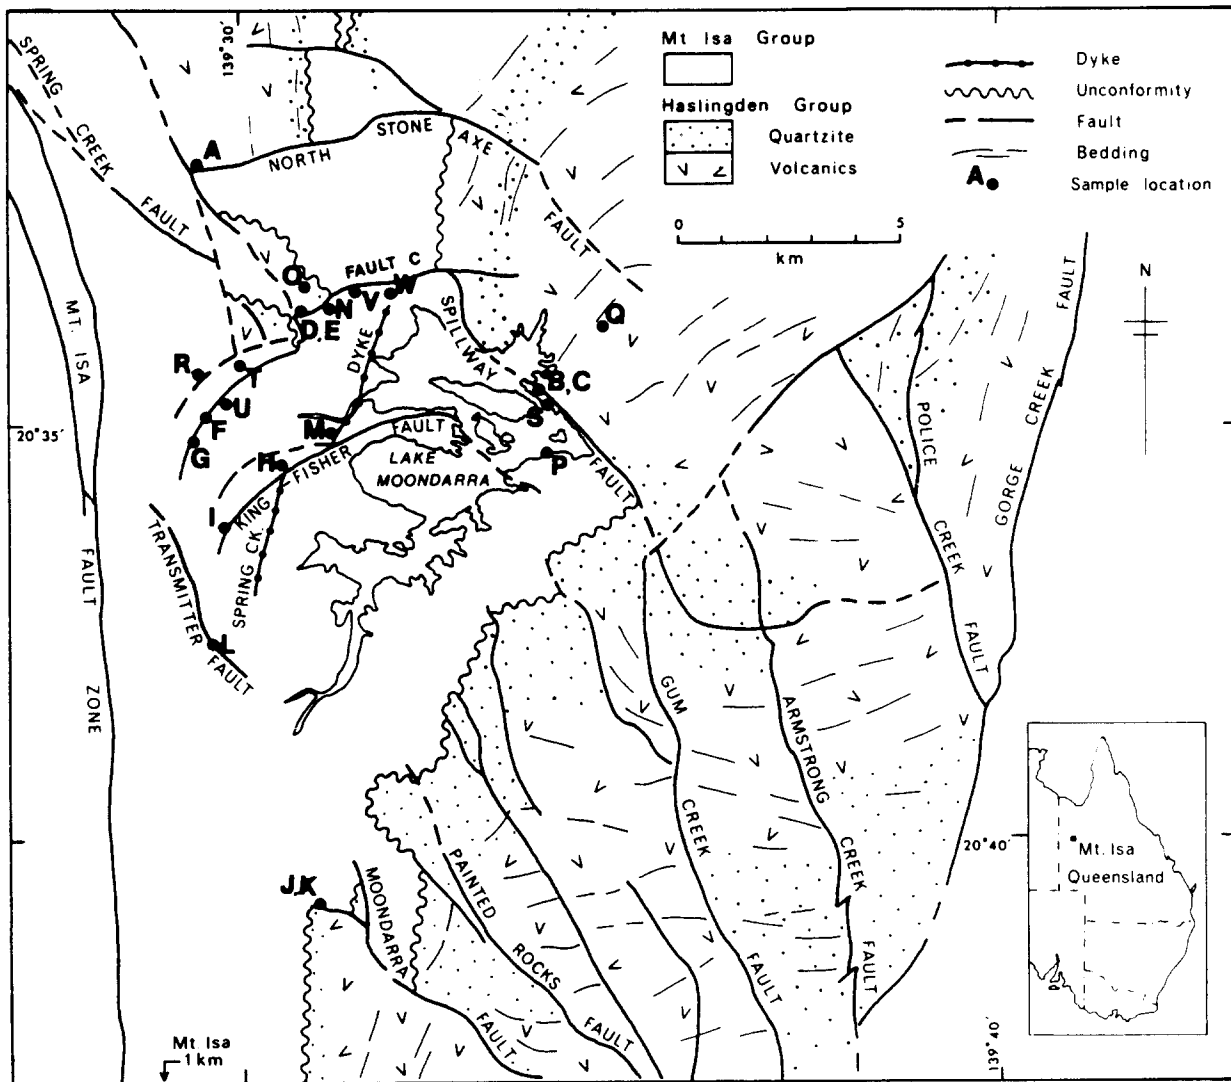 139°30'
Mt Isa Group
Haslingden Group
Quartzite
Volcanics
Dyke
Unconformity
Fault
Bedding
A
Sample location
0
5
km
N
SPRING
CREEK
FAULT
A
NORTH
STONE
AXE
FAULT
O
FAULT C
W
V
N
D,E
SPILLWAY
FAULT
Q
R
T
DYKE
B,C
S
U
F
G
M
H
KING FISHER
FAULT
LAKE
MOONDARRA
P
I
SPRING CK.
TRANSMITTER
FAULT
L
20°35'
MT. ISA
FAULT
ZONE
POLICE
CREEK
FAULT
GORGE
CREEK
FAULT
GUM
CREEK
FAULT
ARMSTRONG
CREEK
FAULT
J,K
MOONDARRA
FAULT
PAINTED
ROCKS
FAULT
20°40'
139°40'
Mt. Isa
Queensland
Mt Isa
1km